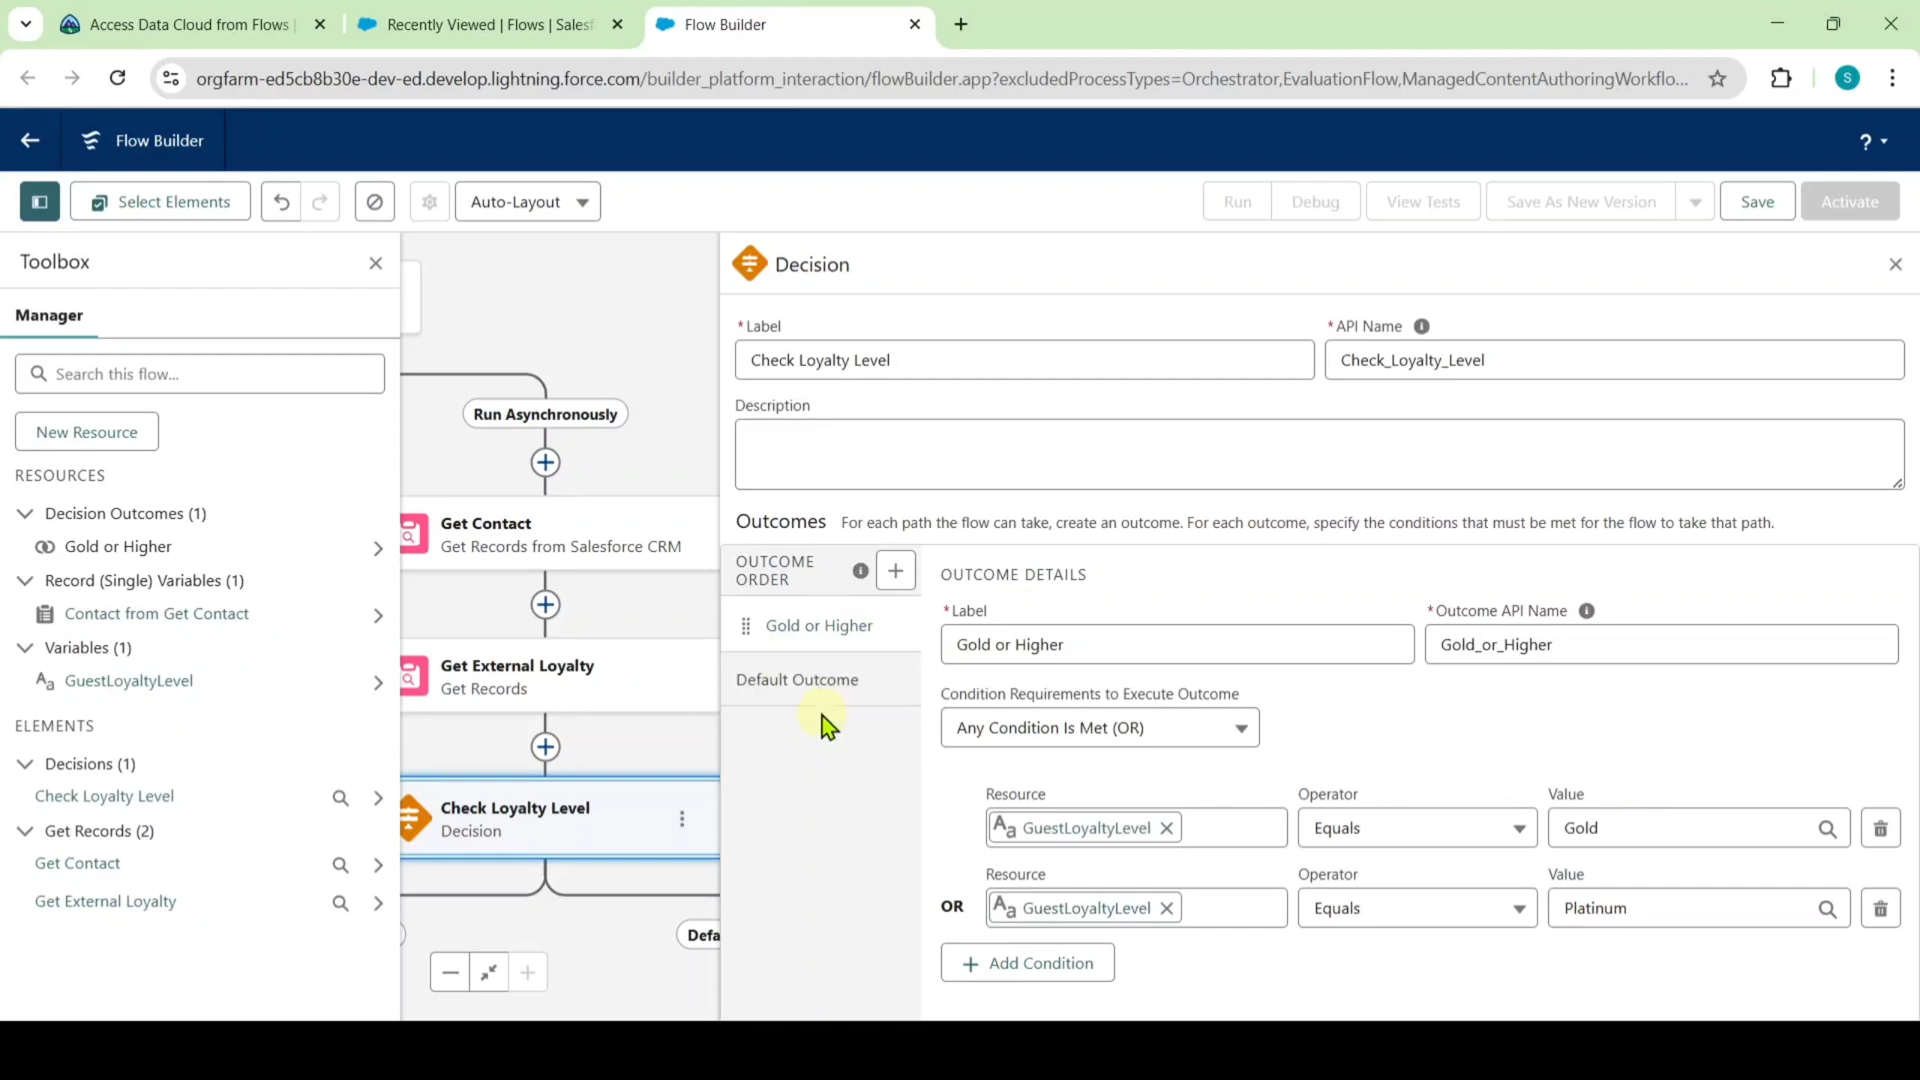 Access Data Cloud from Flows
Recently Viewed | Flows | Salesf
Flow Builder
orgfarm-ed5cb8b30e-dev-ed.develop.lightning.force.com/builder_platform_interaction/flowBuilder.app?excludedProcessTypes=Orchestrator,EvaluationFlow,ManagedContentAuthoringWorkflo...
S
Flow Builder
?
Select Elements
Auto-Layout
Run
Debug
View Tests
Save As New Version
Save
Activate
Toolbox
Manager
Search this flow...
New Resource
RESOURCES
Decision Outcomes (1)
Gold or Higher
Record (Single) Variables (1)
Contact from Get Contact
Variables (1)
Aa GuestLoyaltyLevel
ELEMENTS
Decisions (1)
Check Loyalty Level
Get Records (2)
Get Contact
Get External Loyalty
Run Asynchronously
Get Contact
Get Records from Salesforce CRM
Get External Loyalty
Get Records
Check Loyalty Level
Decision
Defa
Decision
*Label
*API Name
Check Loyalty Level
Check_Loyalty_Level
Description
Outcomes For each path the flow can take, create an outcome. For each outcome, specify the conditions that must be met for the flow to take that path.
OUTCOME
ORDER
Gold or Higher
Default Outcome
OUTCOME DETAILS
*Label
*Outcome API Name
Gold or Higher
Gold_or_Higher
Condition Requirements to Execute Outcome
Any Condition Is Met (OR)
Resource
Operator
Value
Aa GuestLoyaltyLevel
Equals
Gold
Resource
Operator
Value
OR
Aa GuestLoyaltyLevel
Equals
Platinum
Add Condition